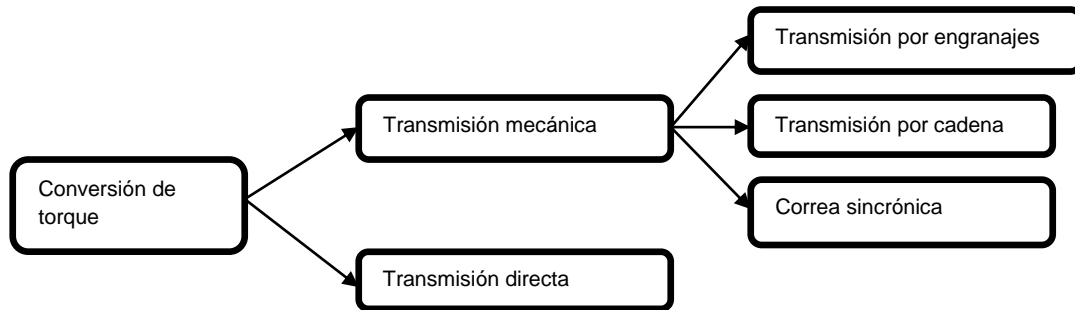 Conversión de
torque
Transmisión mecánica
Transmisión directa
Transmisión por engranajes
Transmisión por cadena
Correa sincrónica